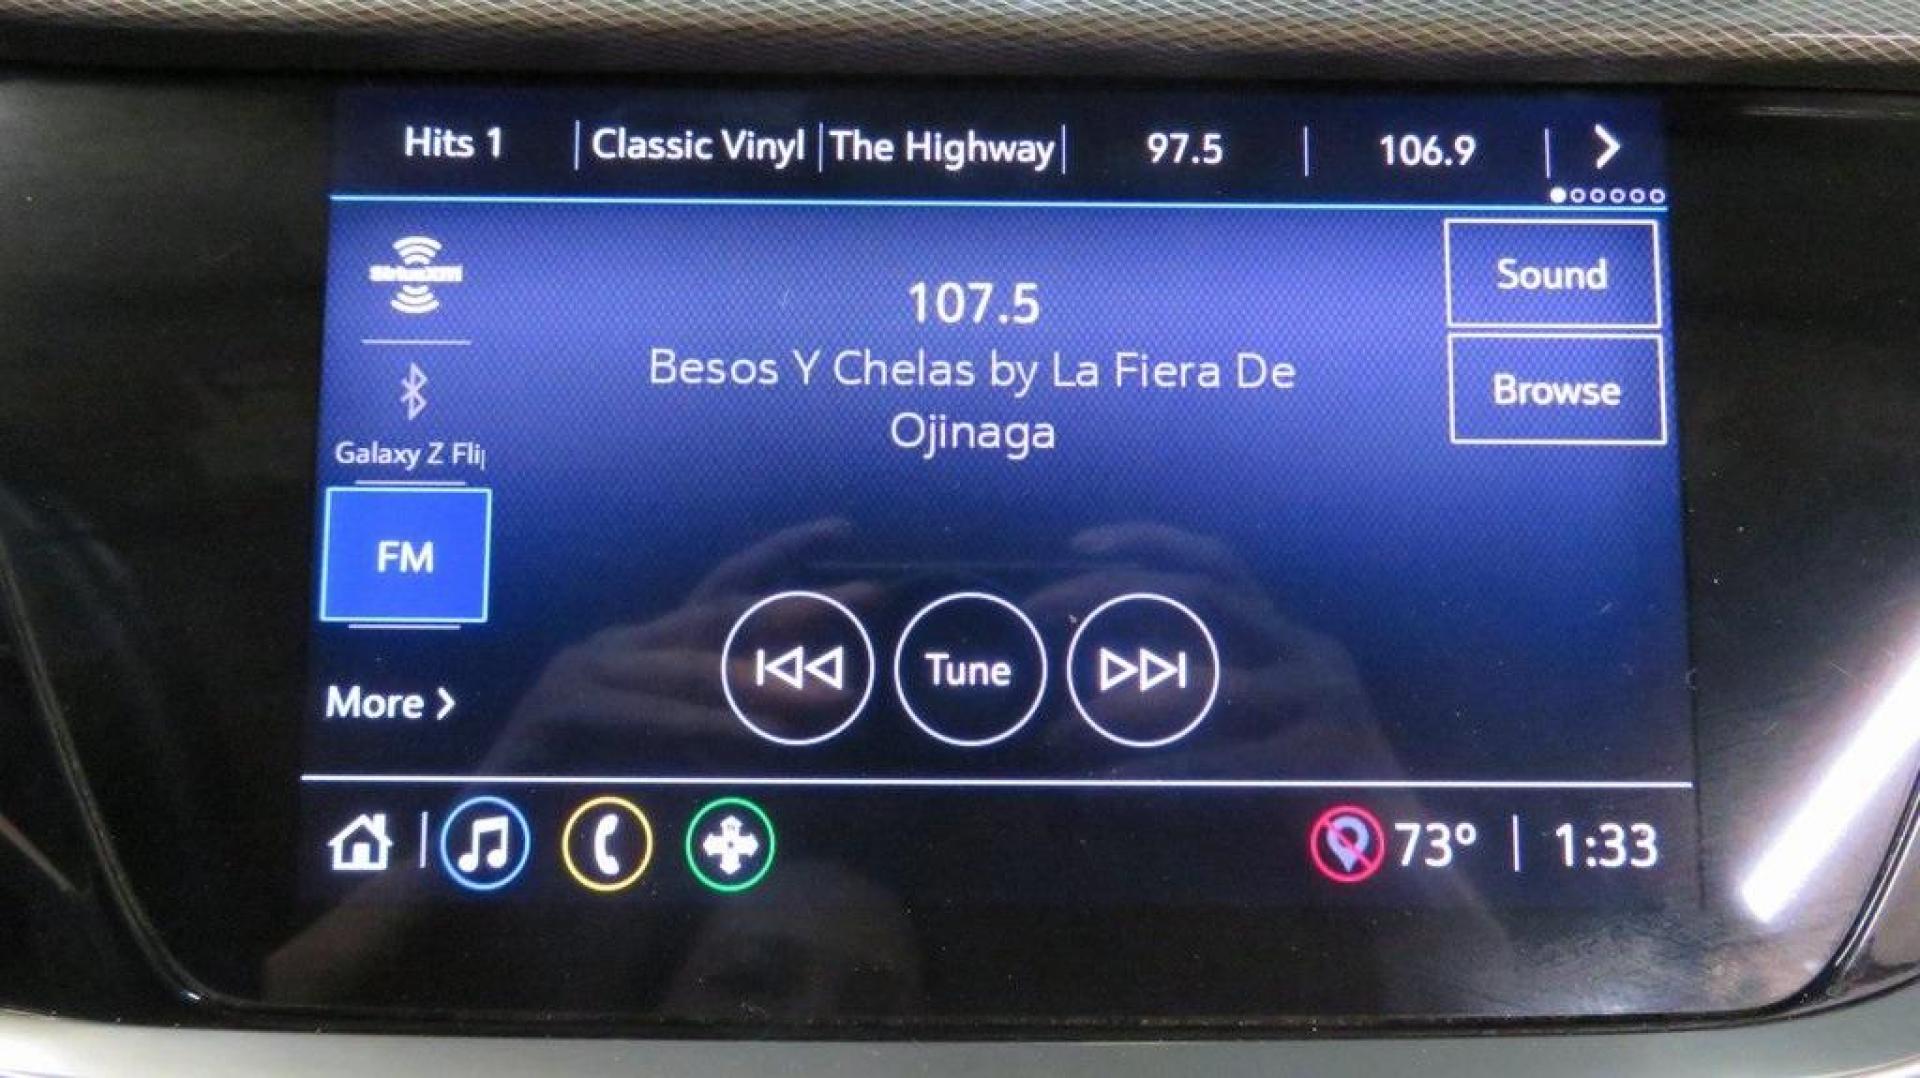 Hits 1 Classic Vinyl The Highway 97.5 106.9
SiriusXM
Sound
107.5
Besos Y Chelas by La Fiera De
Ojinaga
Browse
Galaxy Z Fli
FM
Tune
More
73° 1:33